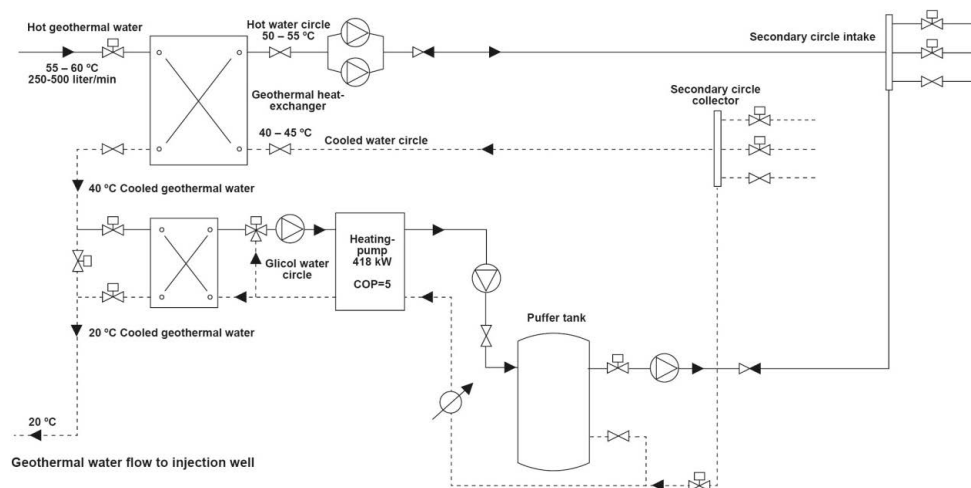 Hot geothermal water
Hot water circle
50 – 55 ºC
Secondary circle intake
55 – 60 ºC
250-500 liter/min
Geothermal heat-
exchanger
Secondary circle
collector
40 – 45 ºC
Cooled water circle
40 ºC Cooled geothermal water
Heating-
pump
418 kW
COP=5
Glicol water
circle
Puffer tank
20 ºC Cooled geothermal water
20 ºC
Geothermal water flow to injection well